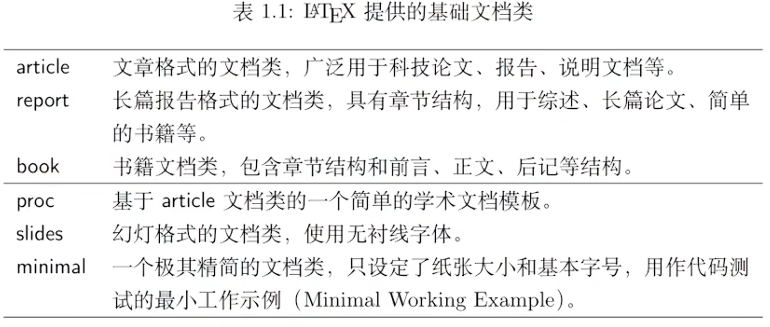 表 1.1: LATEX 提供的基础文档类
article 文章格式的文档类，广泛用于科技论文、报告、说明文档等。
report 长篇报告格式的文档类，具有章节结构，用于综述、长篇论文、简单
的书籍等。
book 书籍文档类，包含章节结构和前言、正文、后记等结构。
proc 基于 article 文档类的一个简单的学术文档模板。
slides 幻灯格式的文档类，使用无衬线字体。
minimal 一个极其精简的文档类，只设定了纸张大小和基本字号，用作代码测
试的最小工作示例（Minimal Working Example）。